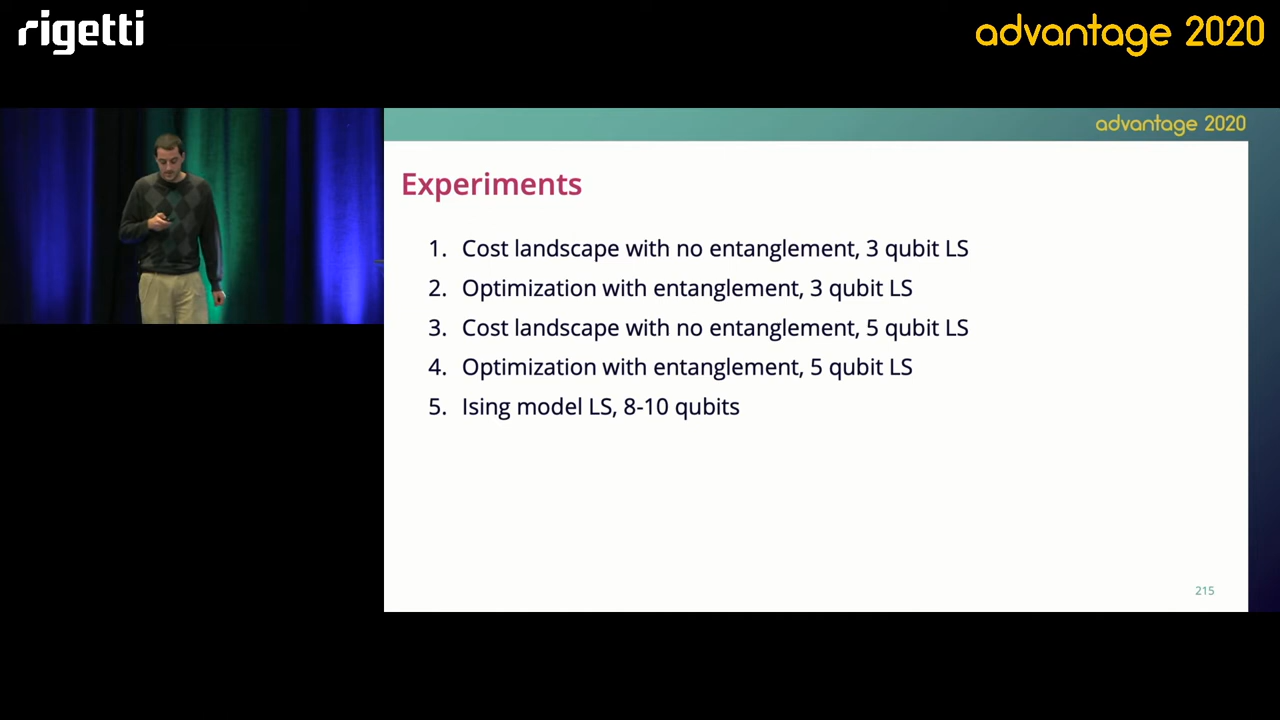 rigetti
advantage 2020
advantage 2020
Experiments
1. Cost landscape with no entanglement, 3 qubit LS
2. Optimization with entanglement, 3 qubit LS
3. Cost landscape with no entanglement, 5 qubit LS
4. Optimization with entanglement, 5 qubit LS
5. Ising model LS, 8-10 qubits
215